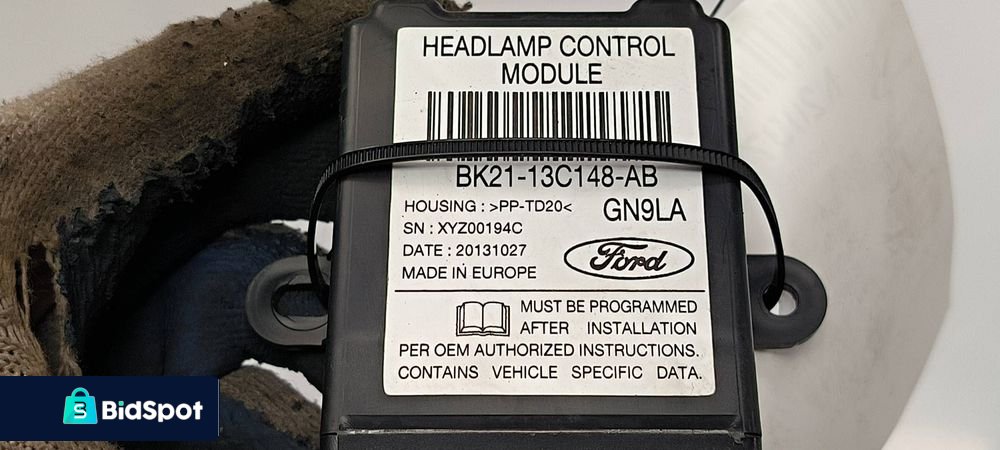 HEADLAMP CONTROL
MODULE
BK21-13C148-AB
HOUSING : >PP-TD20<
GN9LA
SN : XYZ00194C
DATE : 20131027
Ford
MADE IN EUROPE
MUST BE PROGRAMMED
AFTER INSTALLATION
PER OEM AUTHORIZED INSTRUCTIONS.
CONTAINS VEHICLE SPECIFIC DATA.
BidSpot